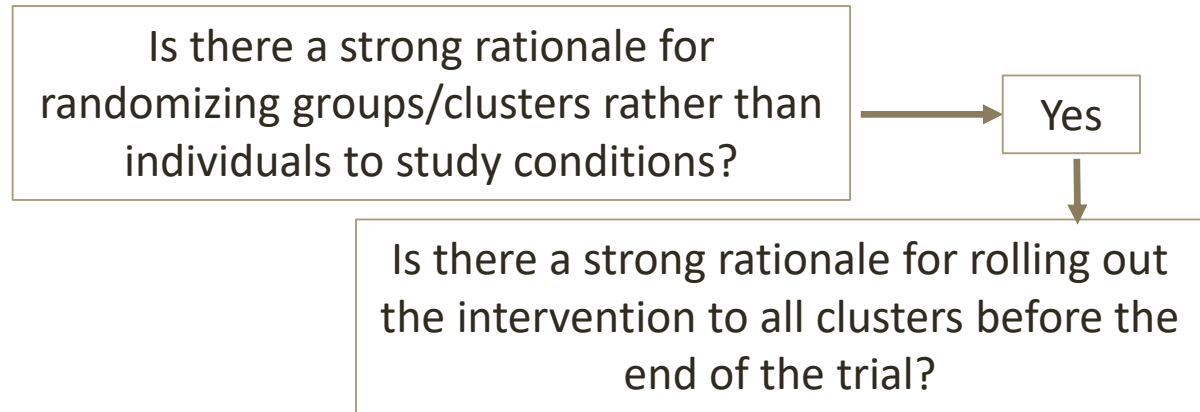 Is there a strong rationale for
randomizing groups/clusters rather than
individuals to study conditions?
Yes
Is there a strong rationale for rolling out
the intervention to all clusters before the
end of the trial?